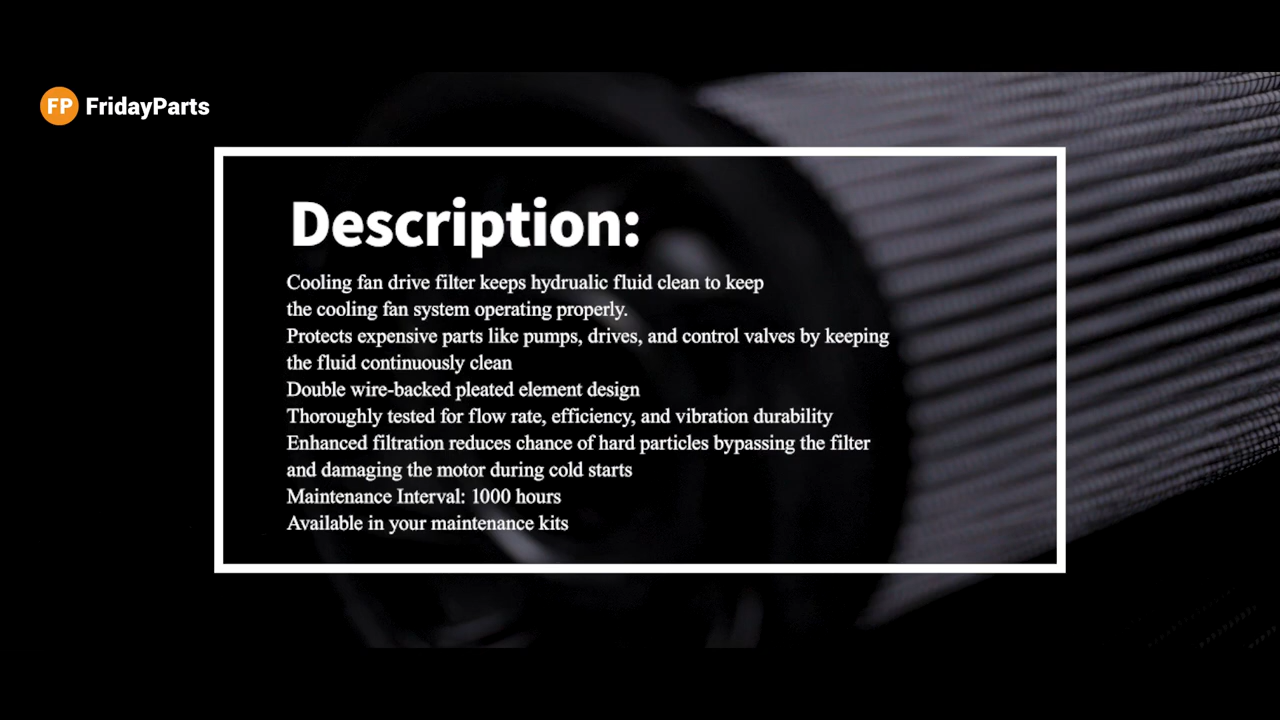 FP FridayParts
Description:
Cooling fan drive filter keeps hydrualic fluid clean to keep
the cooling fan system operating properly.
Protects expensive parts like pumps, drives, and control valves by keeping
the fluid continuously clean
Double wire-backed pleated element design
Thoroughly tested for flow rate, efficiency, and vibration durability
Enhanced filtration reduces chance of hard particles bypassing the filter
and damaging the motor during cold starts
Maintenance Interval: 1000 hours
Available in your maintenance kits